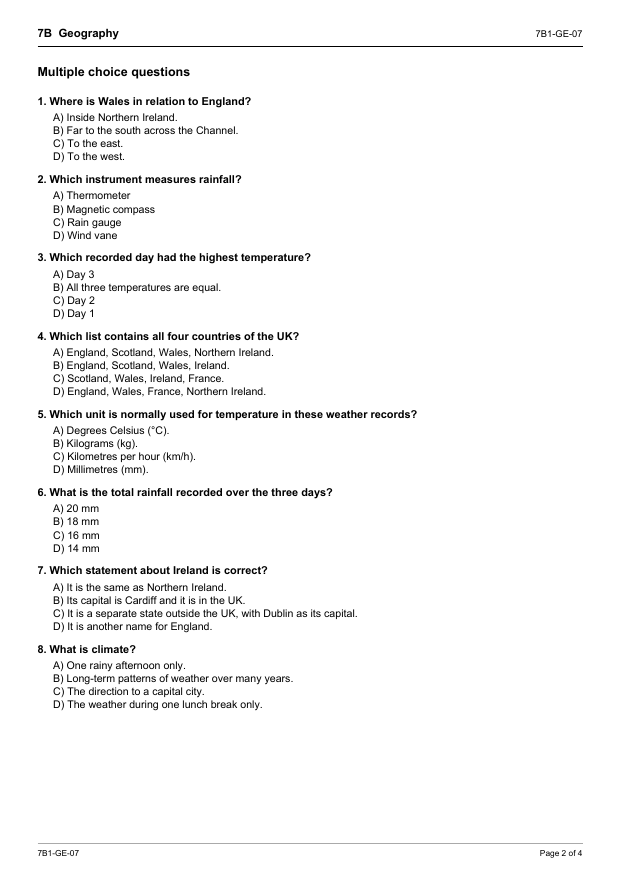 7B Geography
7B1-GE-07
Multiple choice questions
1. Where is Wales in relation to England?
A) Inside Northern Ireland.
B) Far to the south across the Channel.
C) To the east.
D) To the west.
2. Which instrument measures rainfall?
A) Thermometer
B) Magnetic compass
C) Rain gauge
D) Wind vane
3. Which recorded day had the highest temperature?
A) Day 3
B) All three temperatures are equal.
C) Day 2
D) Day 1
4. Which list contains all four countries of the UK?
A) England, Scotland, Wales, Northern Ireland.
B) England, Scotland, Wales, Ireland.
C) Scotland, Wales, Ireland, France.
D) England, Wales, France, Northern Ireland.
5. Which unit is normally used for temperature in these weather records?
A) Degrees Celsius (°C).
B) Kilograms (kg).
C) Kilometres per hour (km/h).
D) Millimetres (mm).
6. What is the total rainfall recorded over the three days?
A) 20 mm
B) 18 mm
C) 16 mm
D) 14 mm
7. Which statement about Ireland is correct?
A) It is the same as Northern Ireland.
B) Its capital is Cardiff and it is in the UK.
C) It is a separate state outside the UK, with Dublin as its capital.
D) It is another name for England.
8. What is climate?
A) One rainy afternoon only.
B) Long-term patterns of weather over many years.
C) The direction to a capital city.
D) The weather during one lunch break only.
7B1-GE-07
Page 2 of 4